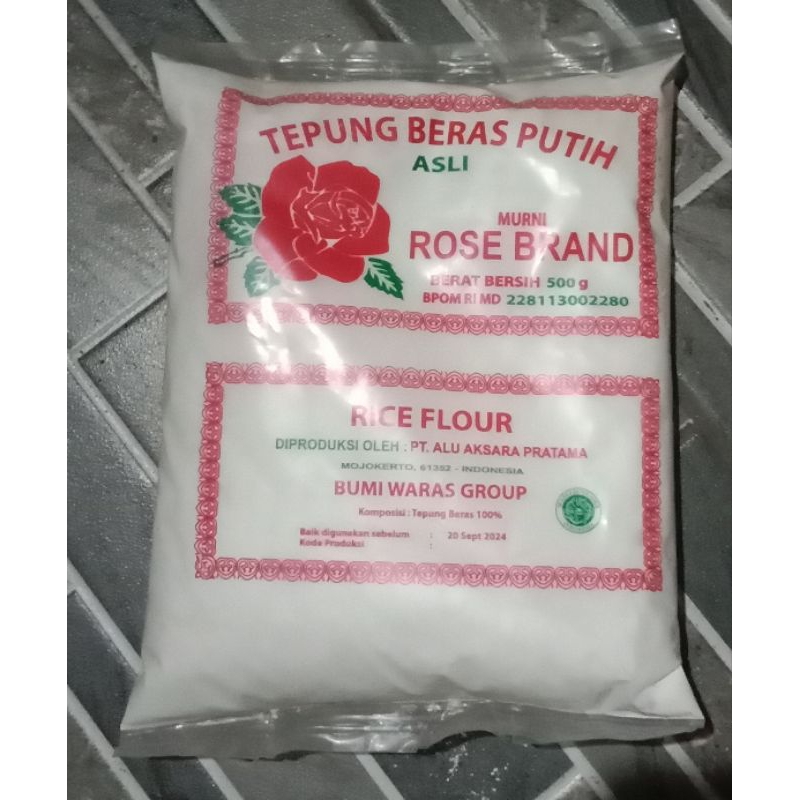 TEPUNG BERAS PUTIH
ASLI
MURNI
ROSE BRAND
BERAT BERSIH 500 g
BPOM RI MD 228113002280
RICE FLOUR
DIPRODUKSI OLEH : PT. ALU AKSARA PRATAMA
MOJOKERTO, 61382 - INDONESIA
BUMI WARAS GROUP
Komposisi : Tepung Beras 100%
Baik digunakan sebelum : 20 Sept 2024
Kode Produksi :